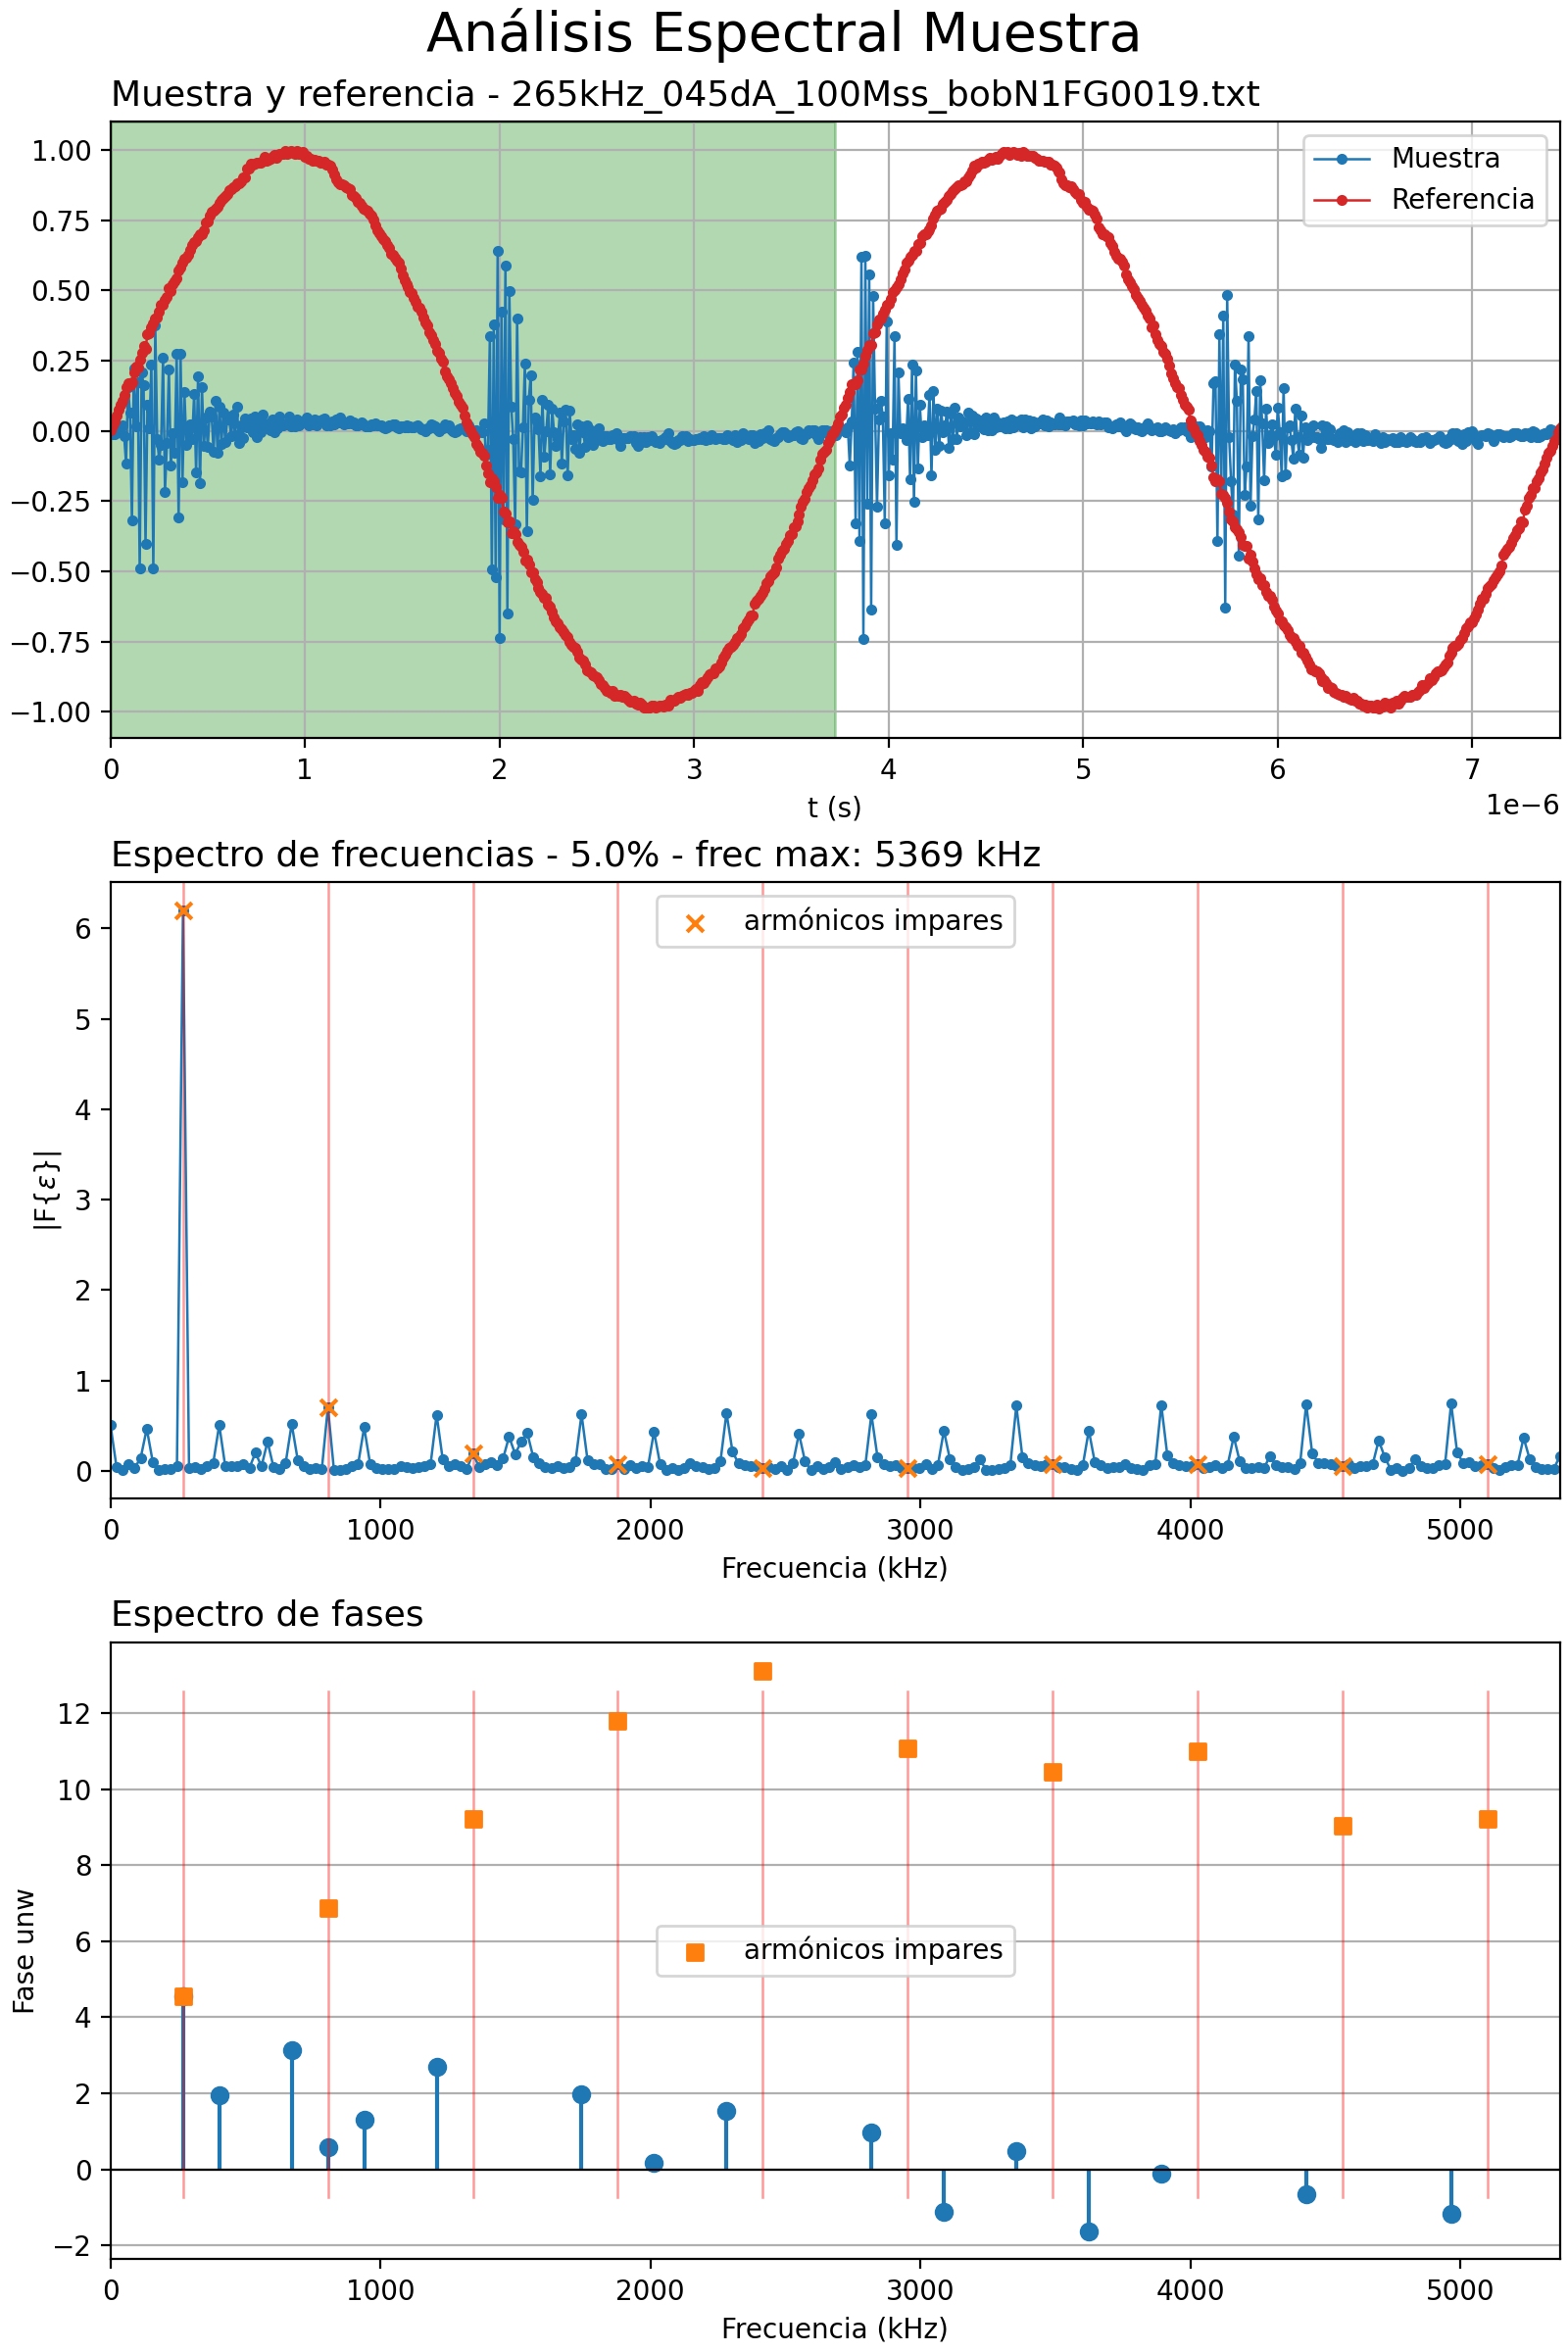 Análisis Espectral Muestra
Muestra y referencia - 265kHz_045dA_100Mss_bobN1FG0019.txt
1.00
0.75
0.50
0.25
0.00
−0.25
−0.50
−0.75
−1.00
Muestra
Referencia
0 1 2 3 4 5 6 7
t (s)
1e−6
Espectro de frecuencias - 5.0% - frec max: 5369 kHz
6
5
4
3
2
1
0
|F{ε}|
armónicos impares
0 1000 2000 3000 4000 5000
Frecuencia (kHz)
Espectro de fases
12
10
8
6
4
2
0
−2
Fase unw
armónicos impares
0 1000 2000 3000 4000 5000
Frecuencia (kHz)